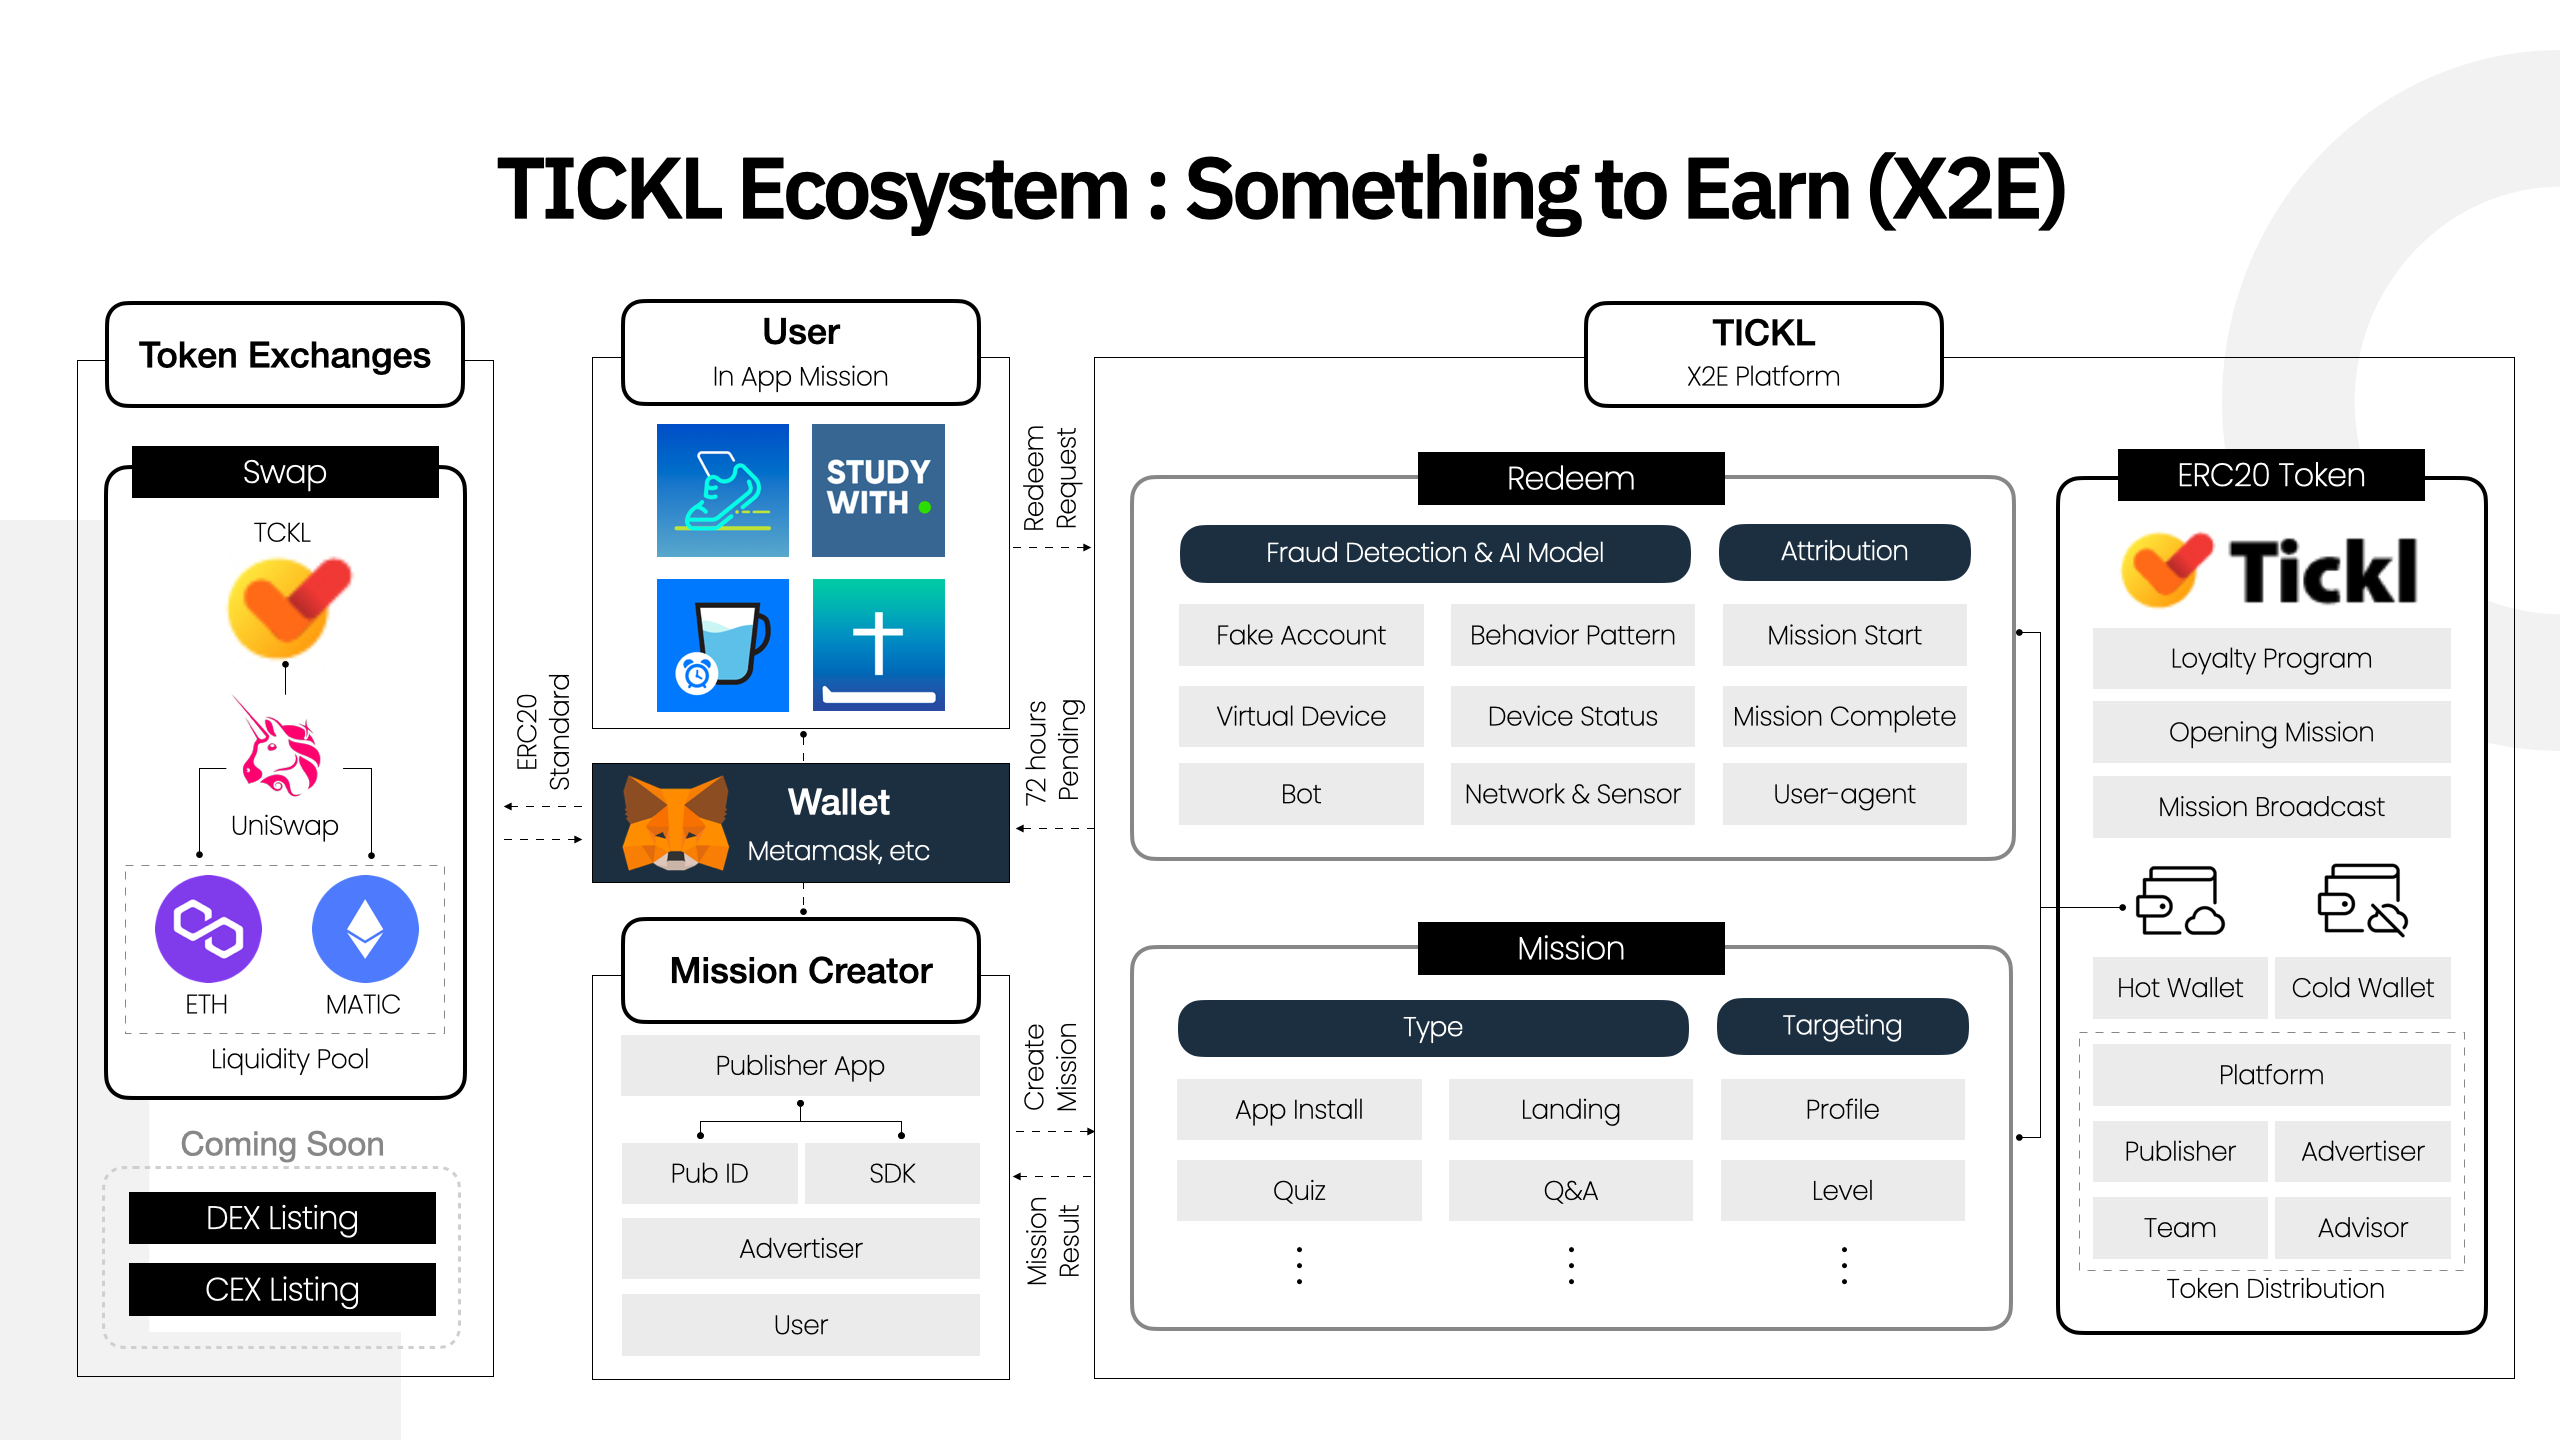 TICKL Ecosystem : Something to Earn (X2E)
Token Exchanges
Swap
TCKL
UniSwap
ETH
MATIC
Liquidity Pool
Coming Soon
DEX Listing
CEX Listing
ERC20
Standard
User
In App Mission
STUDY
WITH
Wallet
Metamask, etc
Mission Creator
Publisher App
Pub ID
SDK
Advertiser
User
Redeem
Request
72 hours
Pending
Create
Mission
Mission
Result
TICKL
X2E Platform
Redeem
Fraud Detection & AI Model
Attribution
Fake Account
Behavior Pattern
Mission Start
Virtual Device
Device Status
Mission Complete
Bot
Network & Sensor
User-agent
Mission
Type
Targeting
App Install
Landing
Profile
Quiz
Q&A
Level
ERC20 Token
Tickl
Loyalty Program
Opening Mission
Mission Broadcast
Hot Wallet
Cold Wallet
Platform
Publisher
Advertiser
Team
Advisor
Token Distribution